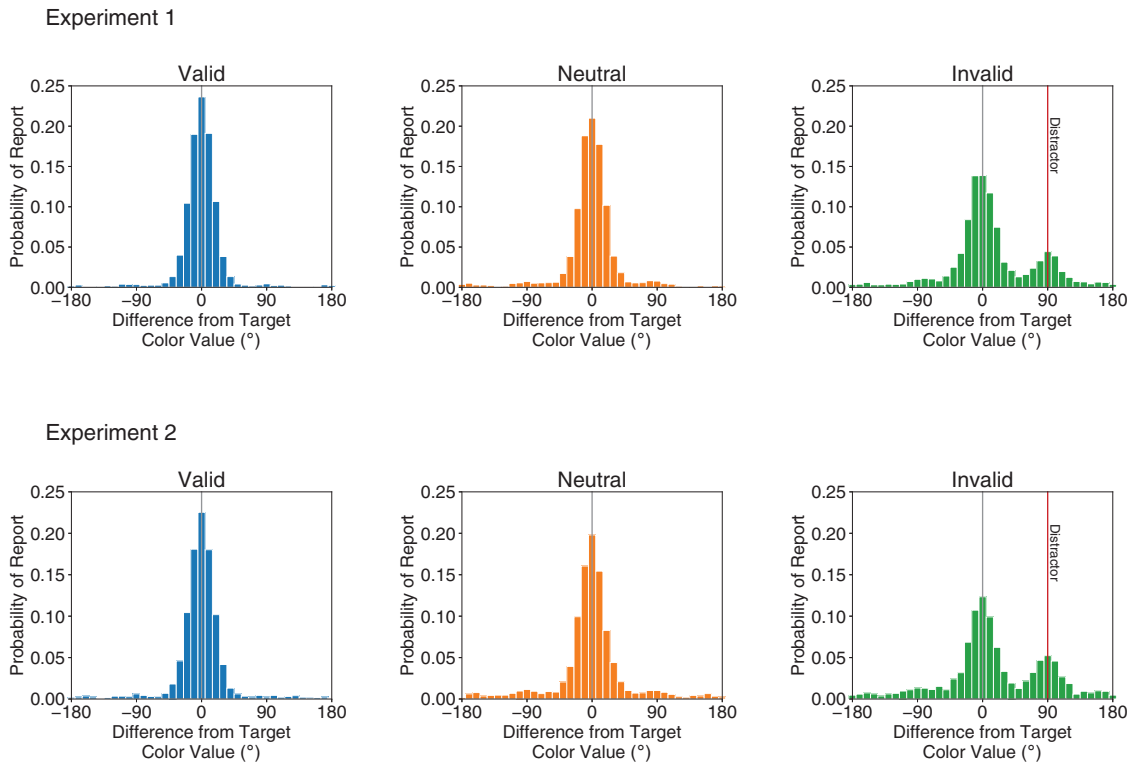 Experiment 1
Valid
Neutral
Invalid
Probability of Report
0.25
0.20
0.15
0.10
0.05
0.00
−180
−90
0
90
180
Difference from Target
Color Value (°)
Probability of Report
0.25
0.20
0.15
0.10
0.05
0.00
−180
−90
0
90
180
Difference from Target
Color Value (°)
Probability of Report
0.25
0.20
0.15
0.10
0.05
0.00
Distractor
−180
−90
0
90
180
Difference from Target
Color Value (°)
Experiment 2
Valid
Neutral
Invalid
Probability of Report
0.25
0.20
0.15
0.10
0.05
0.00
−180
−90
0
90
180
Difference from Target
Color Value (°)
Probability of Report
0.25
0.20
0.15
0.10
0.05
0.00
−180
−90
0
90
180
Difference from Target
Color Value (°)
Probability of Report
0.25
0.20
0.15
0.10
0.05
0.00
Distractor
−180
−90
0
90
180
Difference from Target
Color Value (°)